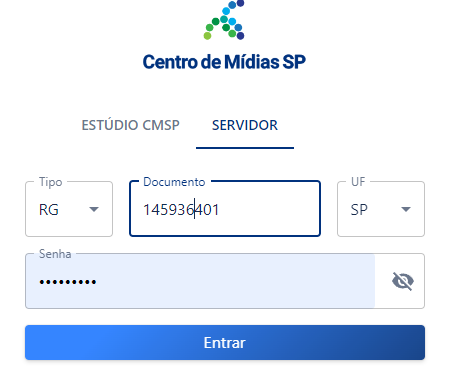 Centro de Mídias SP
ESTÚDIO CMSP SERVIDOR
Tipo Documento UF
RG 145936401 SP
Senha
•••••••••
Entrar